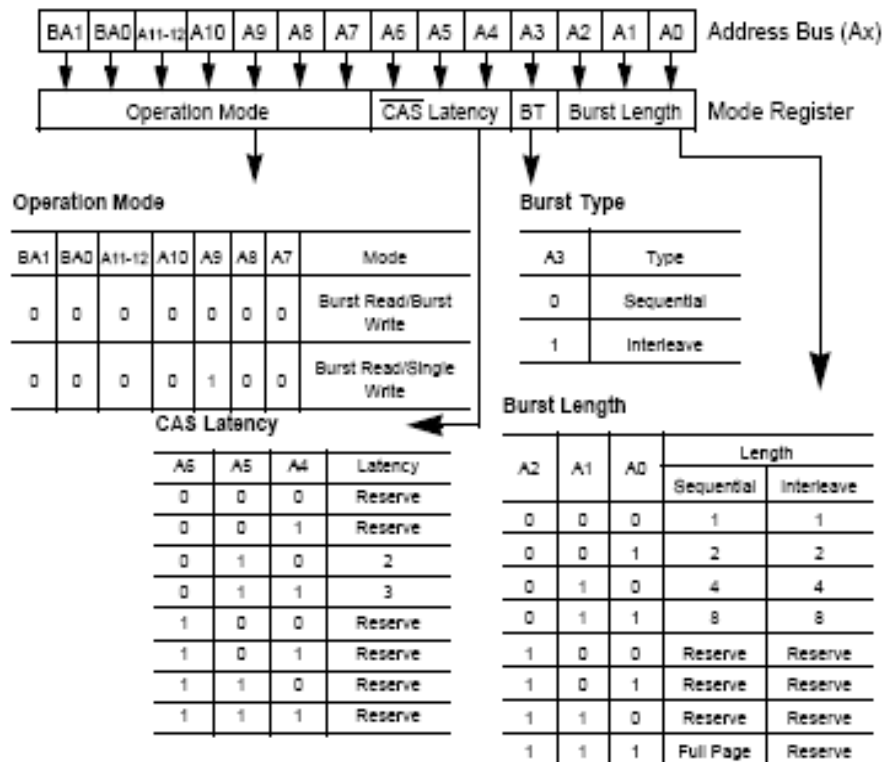 BA1 BA0 A11-12 A10 A9 A8 A7 A6 A5 A4 A3 A2 A1 A0 Address Bus (Ax)
Operation Mode CAS Latency BT Burst Length Mode Register
Operation Mode
BA1 BA0 A11-12 A10 A9 A8 A7 Mode
0 0 0 0 0 0 0 Burst Read/Burst
Write
0 0 0 0 1 0 0 Burst Read/Single
Write
Burst Type
A3 Type
0 Sequential
1 Interleave
CAS Latency
A6 A5 A4 Latency
0 0 0 Reserve
0 0 1 Reserve
0 1 0 2
0 1 1 3
1 0 0 Reserve
1 0 1 Reserve
1 1 0 Reserve
1 1 1 Reserve
Burst Length
A2 A1 A0 Length
Sequential Interleave
0 0 0 1 1
0 0 1 2 2
0 1 0 4 4
0 1 1 8 8
1 0 0 Reserve Reserve
1 0 1 Reserve Reserve
1 1 0 Reserve Reserve
1 1 1 Full Page Reserve